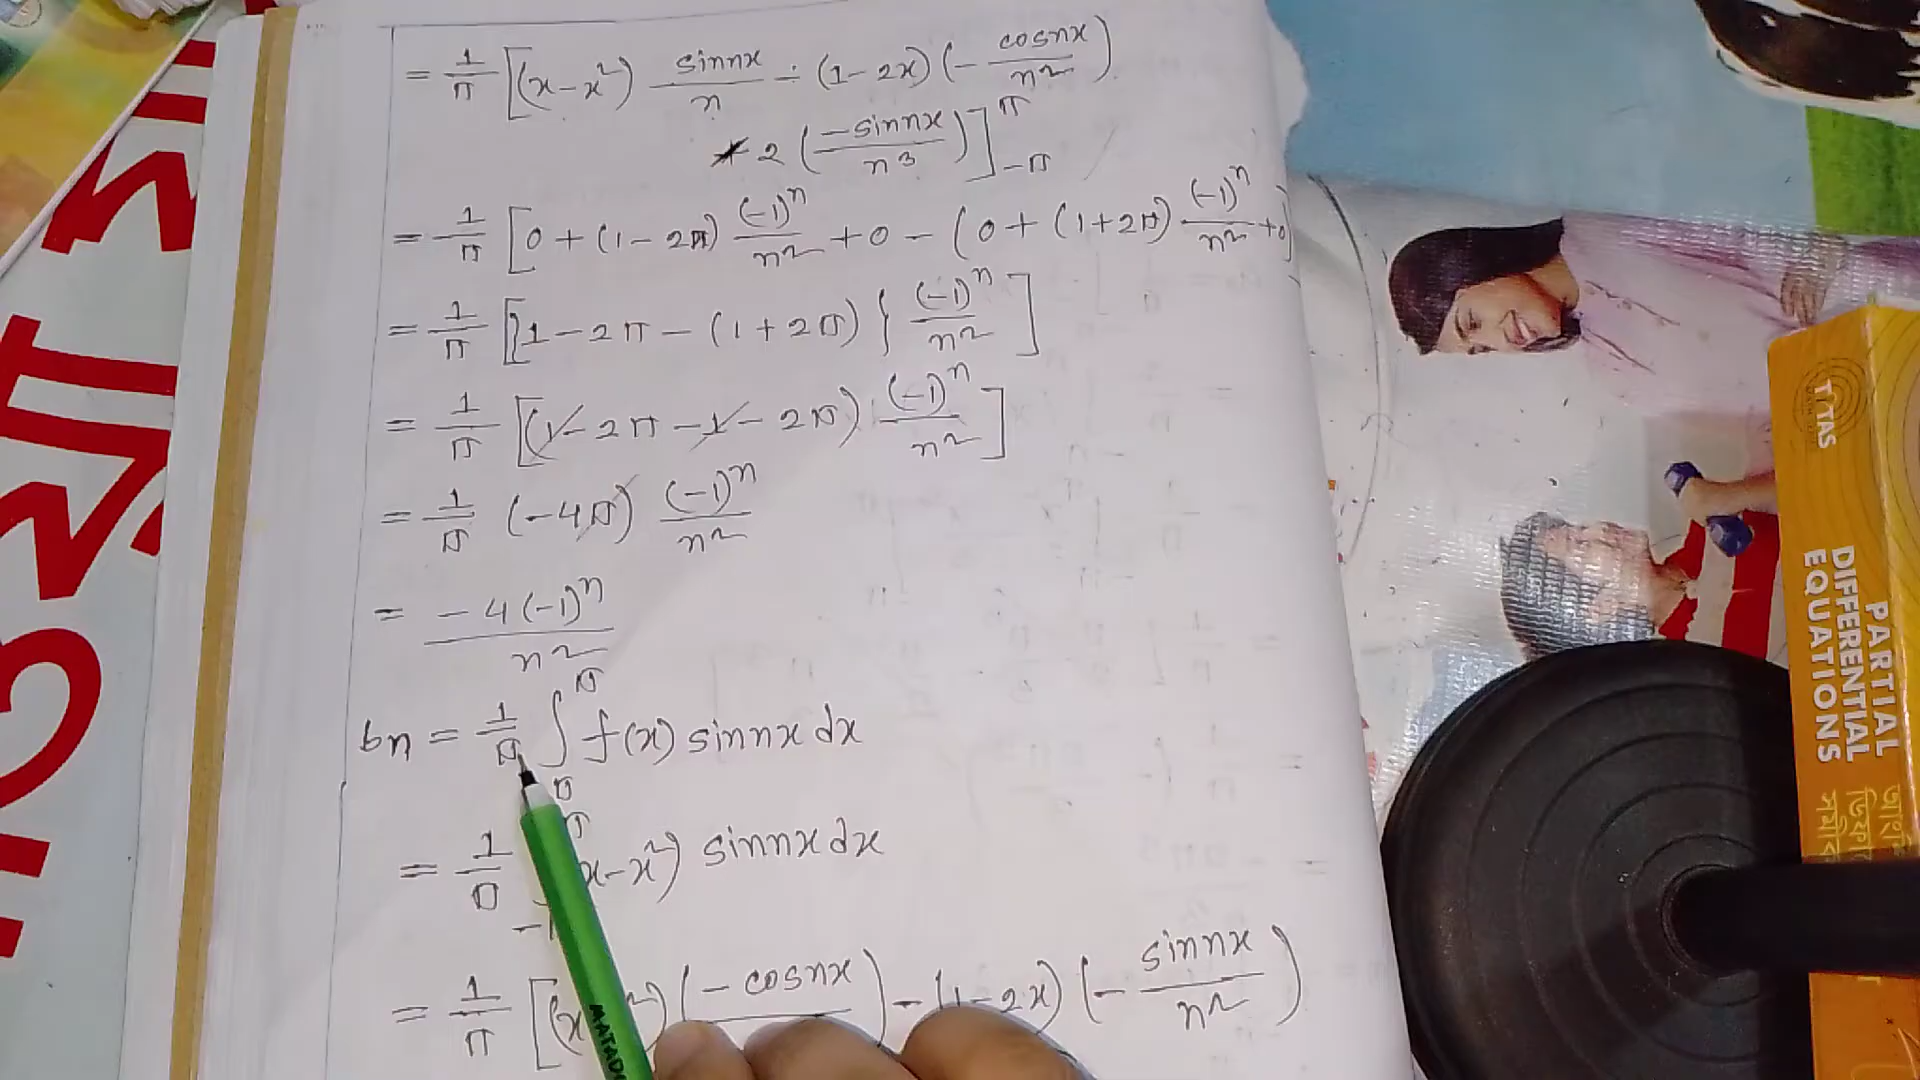 = 1/π [(x-x²) sinnx/n - (1-2x)(- cosnx/n²)
2 (-sinnx/n³)]π -π
= 1/π [0+(1-2π) (-1)ⁿ/n² +0 - (0+(1+2π) (-1)ⁿ/n² +0)]
= 1/π [{1-2π-(1+2π)} (-1)ⁿ/n²]
= 1/π [(1-2π-1-2π) (-1)ⁿ/n²]
= 1/π (-4π) (-1)ⁿ/n²
= -4(-1)ⁿ/n²
bn = 1/π ∫ π π f(x) sinnx dx
= 1/π x-x²) sinnx dx
= 1/π [(x ²) (-cosnx ) - (1-2x) (- sinnx/n²)
TITAS
PARTIAL
DIFFERENTIAL
EQUATIONS